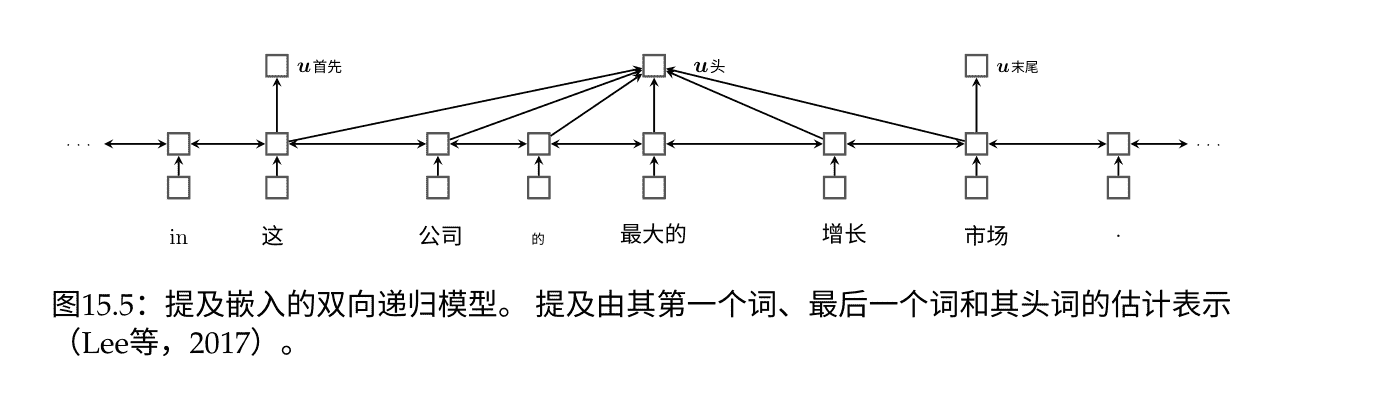 u首先 u头 u末尾
··· ···
in 这 公司 的 最大的 增长 市场 .
图15.5：提及嵌入的双向递归模型。 提及由其第一个词、最后一个词和其头词的估计表示
（Lee等，2017）。